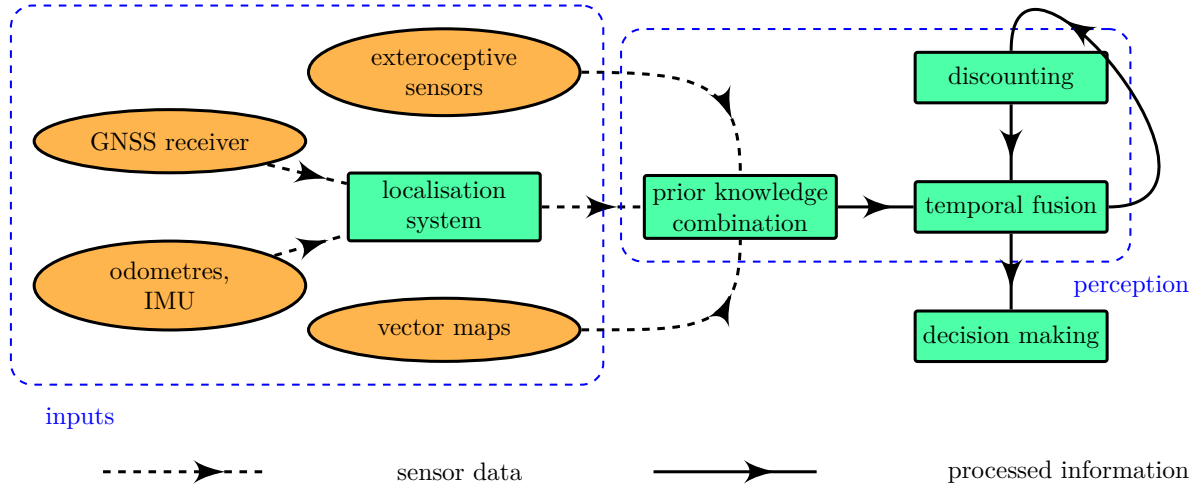 exteroceptive
sensors
GNSS receiver
localisation
system
odometres,
IMU
vector maps
inputs
prior knowledge
combination
discounting
temporal fusion
decision making
perception
sensor data
processed information